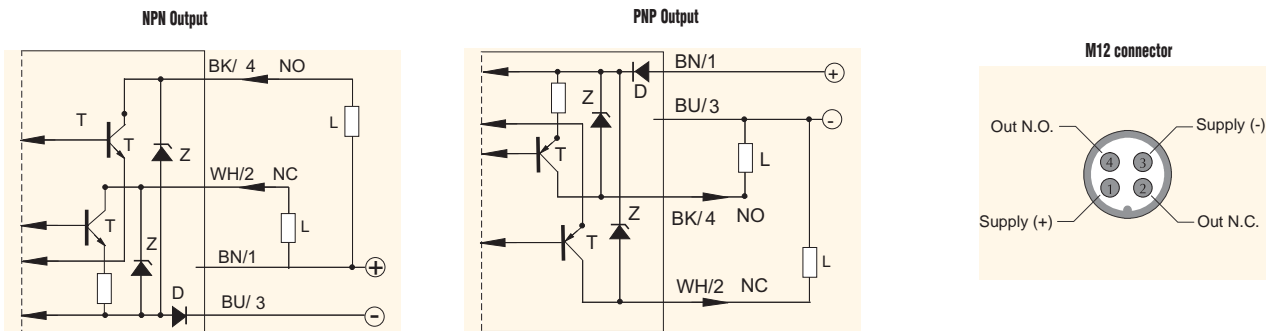 NPN Output
BK/ 4 NO
T
T
Z
L
WH/2 NC
T
Z
L
BN/1
+
D
BU/ 3
-
PNP Output
BN/1
+
D
Z
BU/3
-
T
L
BK/4 NO
Z
T
L
WH/2 NC
M12 connector
Out N.O.
Supply (-)
4 3
1 2
Supply (+)
Out N.C.